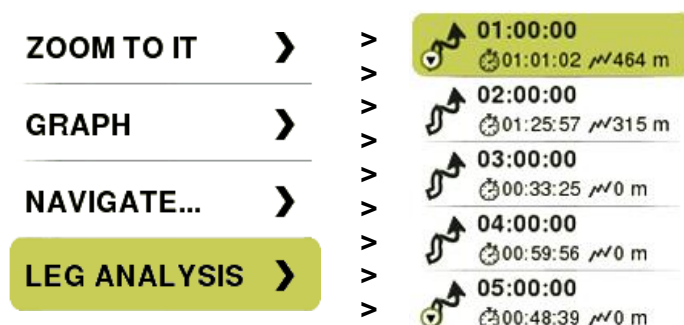 ZOOM TO IT ❯
GRAPH ❯
NAVIGATE... ❯
LEG ANALYSIS ❯
>
>
>
>
>
>
>
>
>
01:00:00
01:01:02 464 m
02:00:00
01:25:57 315 m
03:00:00
00:33:25 0 m
04:00:00
00:59:56 0 m
05:00:00
00:48:39 0 m